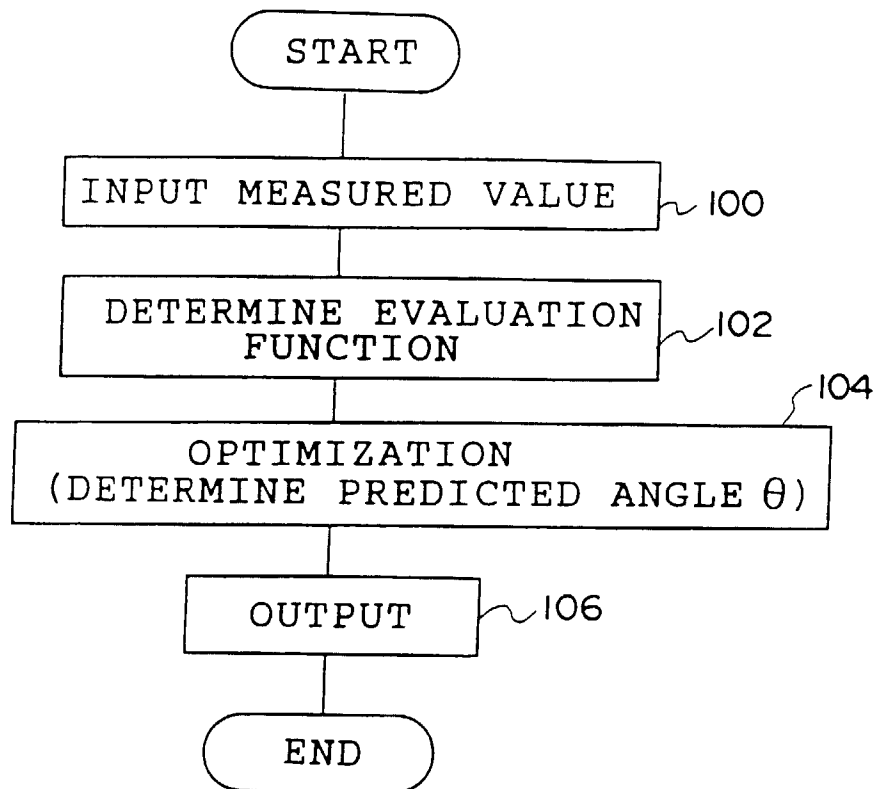 START
INPUT MEASURED VALUE
100
DETERMINE EVALUATION
FUNCTION
102
104
OPTIMIZATION
(DETERMINE PREDICTED ANGLE θ)
OUTPUT
106
END